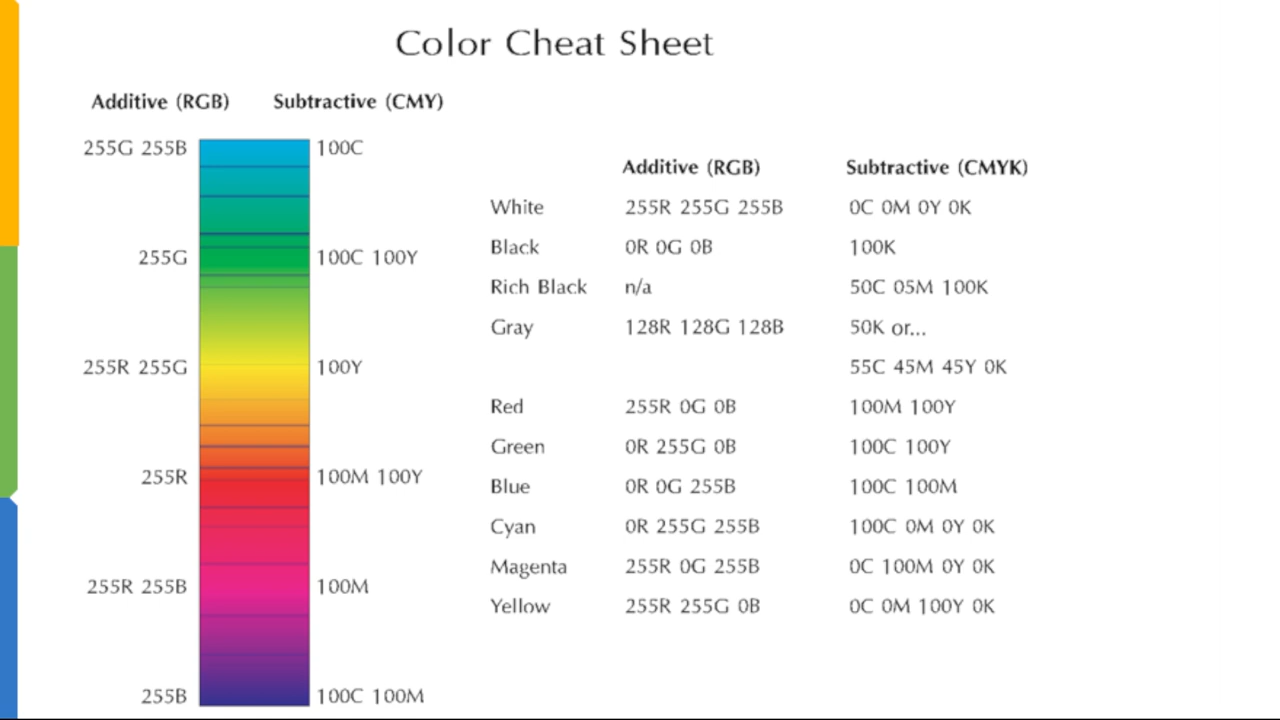 Color Cheat Sheet
Additive (RGB) Subtractive (CMY)
255G 255B 100C
255G 100C 100Y
255R 255G 100Y
255R 100M 100Y
255R 255B 100M
255B 100C 100M
Additive (RGB) Subtractive (CMYK)
White 255R 255G 255B 0C 0M 0Y 0K
Black 0R 0G 0B 100K
Rich Black n/a 50C 05M 100K
Gray 128R 128G 128B 50K or...
55C 45M 45Y 0K
Red 255R 0G 0B 100M 100Y
Green 0R 255G 0B 100C 100Y
Blue 0R 0G 255B 100C 100M
Cyan 0R 255G 255B 100C 0M 0Y 0K
Magenta 255R 0G 255B 0C 100M 0Y 0K
Yellow 255R 255G 0B 0C 0M 100Y 0K